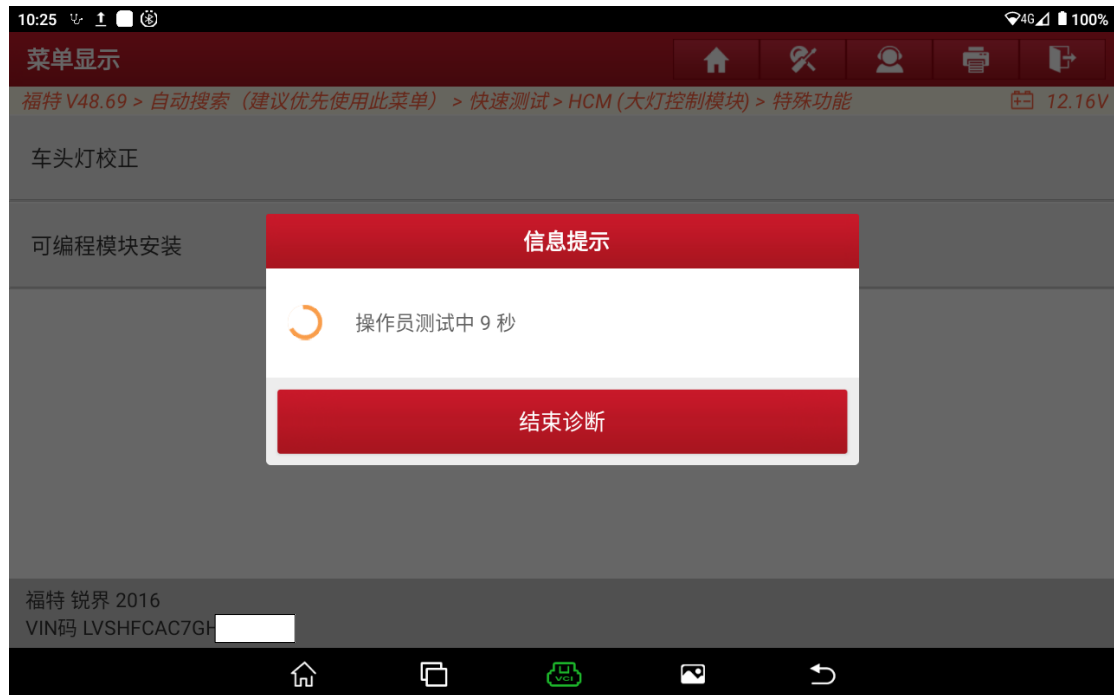 10:25 4G 100%
菜单显示
福特 V48.69 > 自动搜索（建议优先使用此菜单） > 快速测试 > HCM (大灯控制模块) > 特殊功能 12.16V
车头灯校正
可编程模块安装
信息提示
操作员测试中 9 秒
结束诊断
福特 锐界 2016
VIN码 LVSHFCAC7GH
VCI